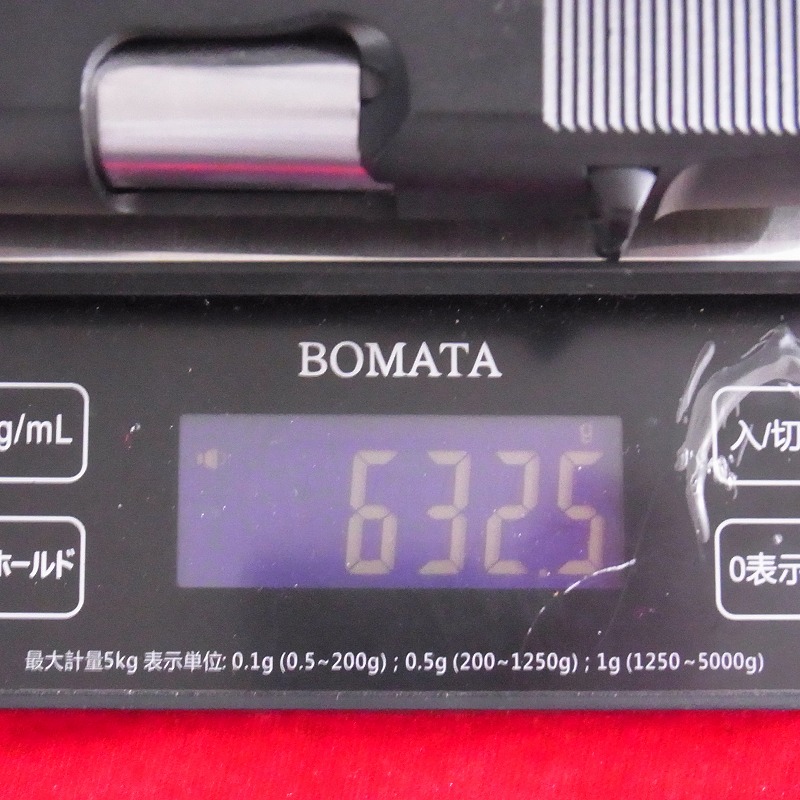 BOMATA
g/mL
入/切
g
632.5
ホールド
0表示
最大計量5kg 表示単位: 0.1g (0.5~200g) ; 0.5g (200~1250g) ; 1g (1250~5000g)